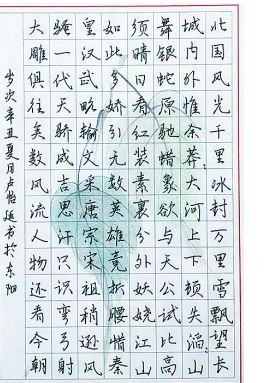 北国风光千里冰封万里雪飘望长
城内外惟余莽:大河上下顿失滔:山
舞银蛇原驰蜡象欲与天公试比高
须晴日看红装素裹分外妖娆江山
如此多娇引无数英雄竞折腰惜秦
皇汉武略输文采唐宗宋祖稍逊风
骚一代天骄成吉思汗只识弯弓射
大雕俱往矣数风流人物还看今朝
岁次辛丑夏月卢怡书於东阳